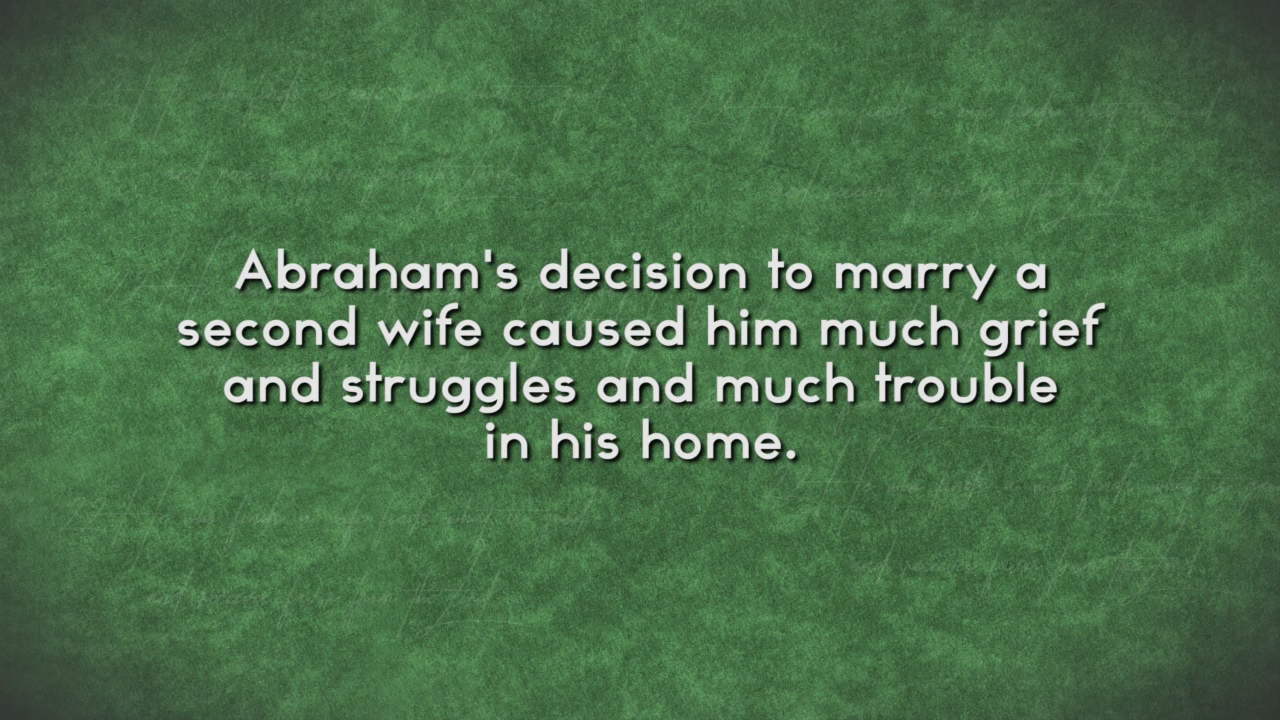 Abraham's decision to marry a
second wife caused him much grief
and struggles and much trouble
in his home.